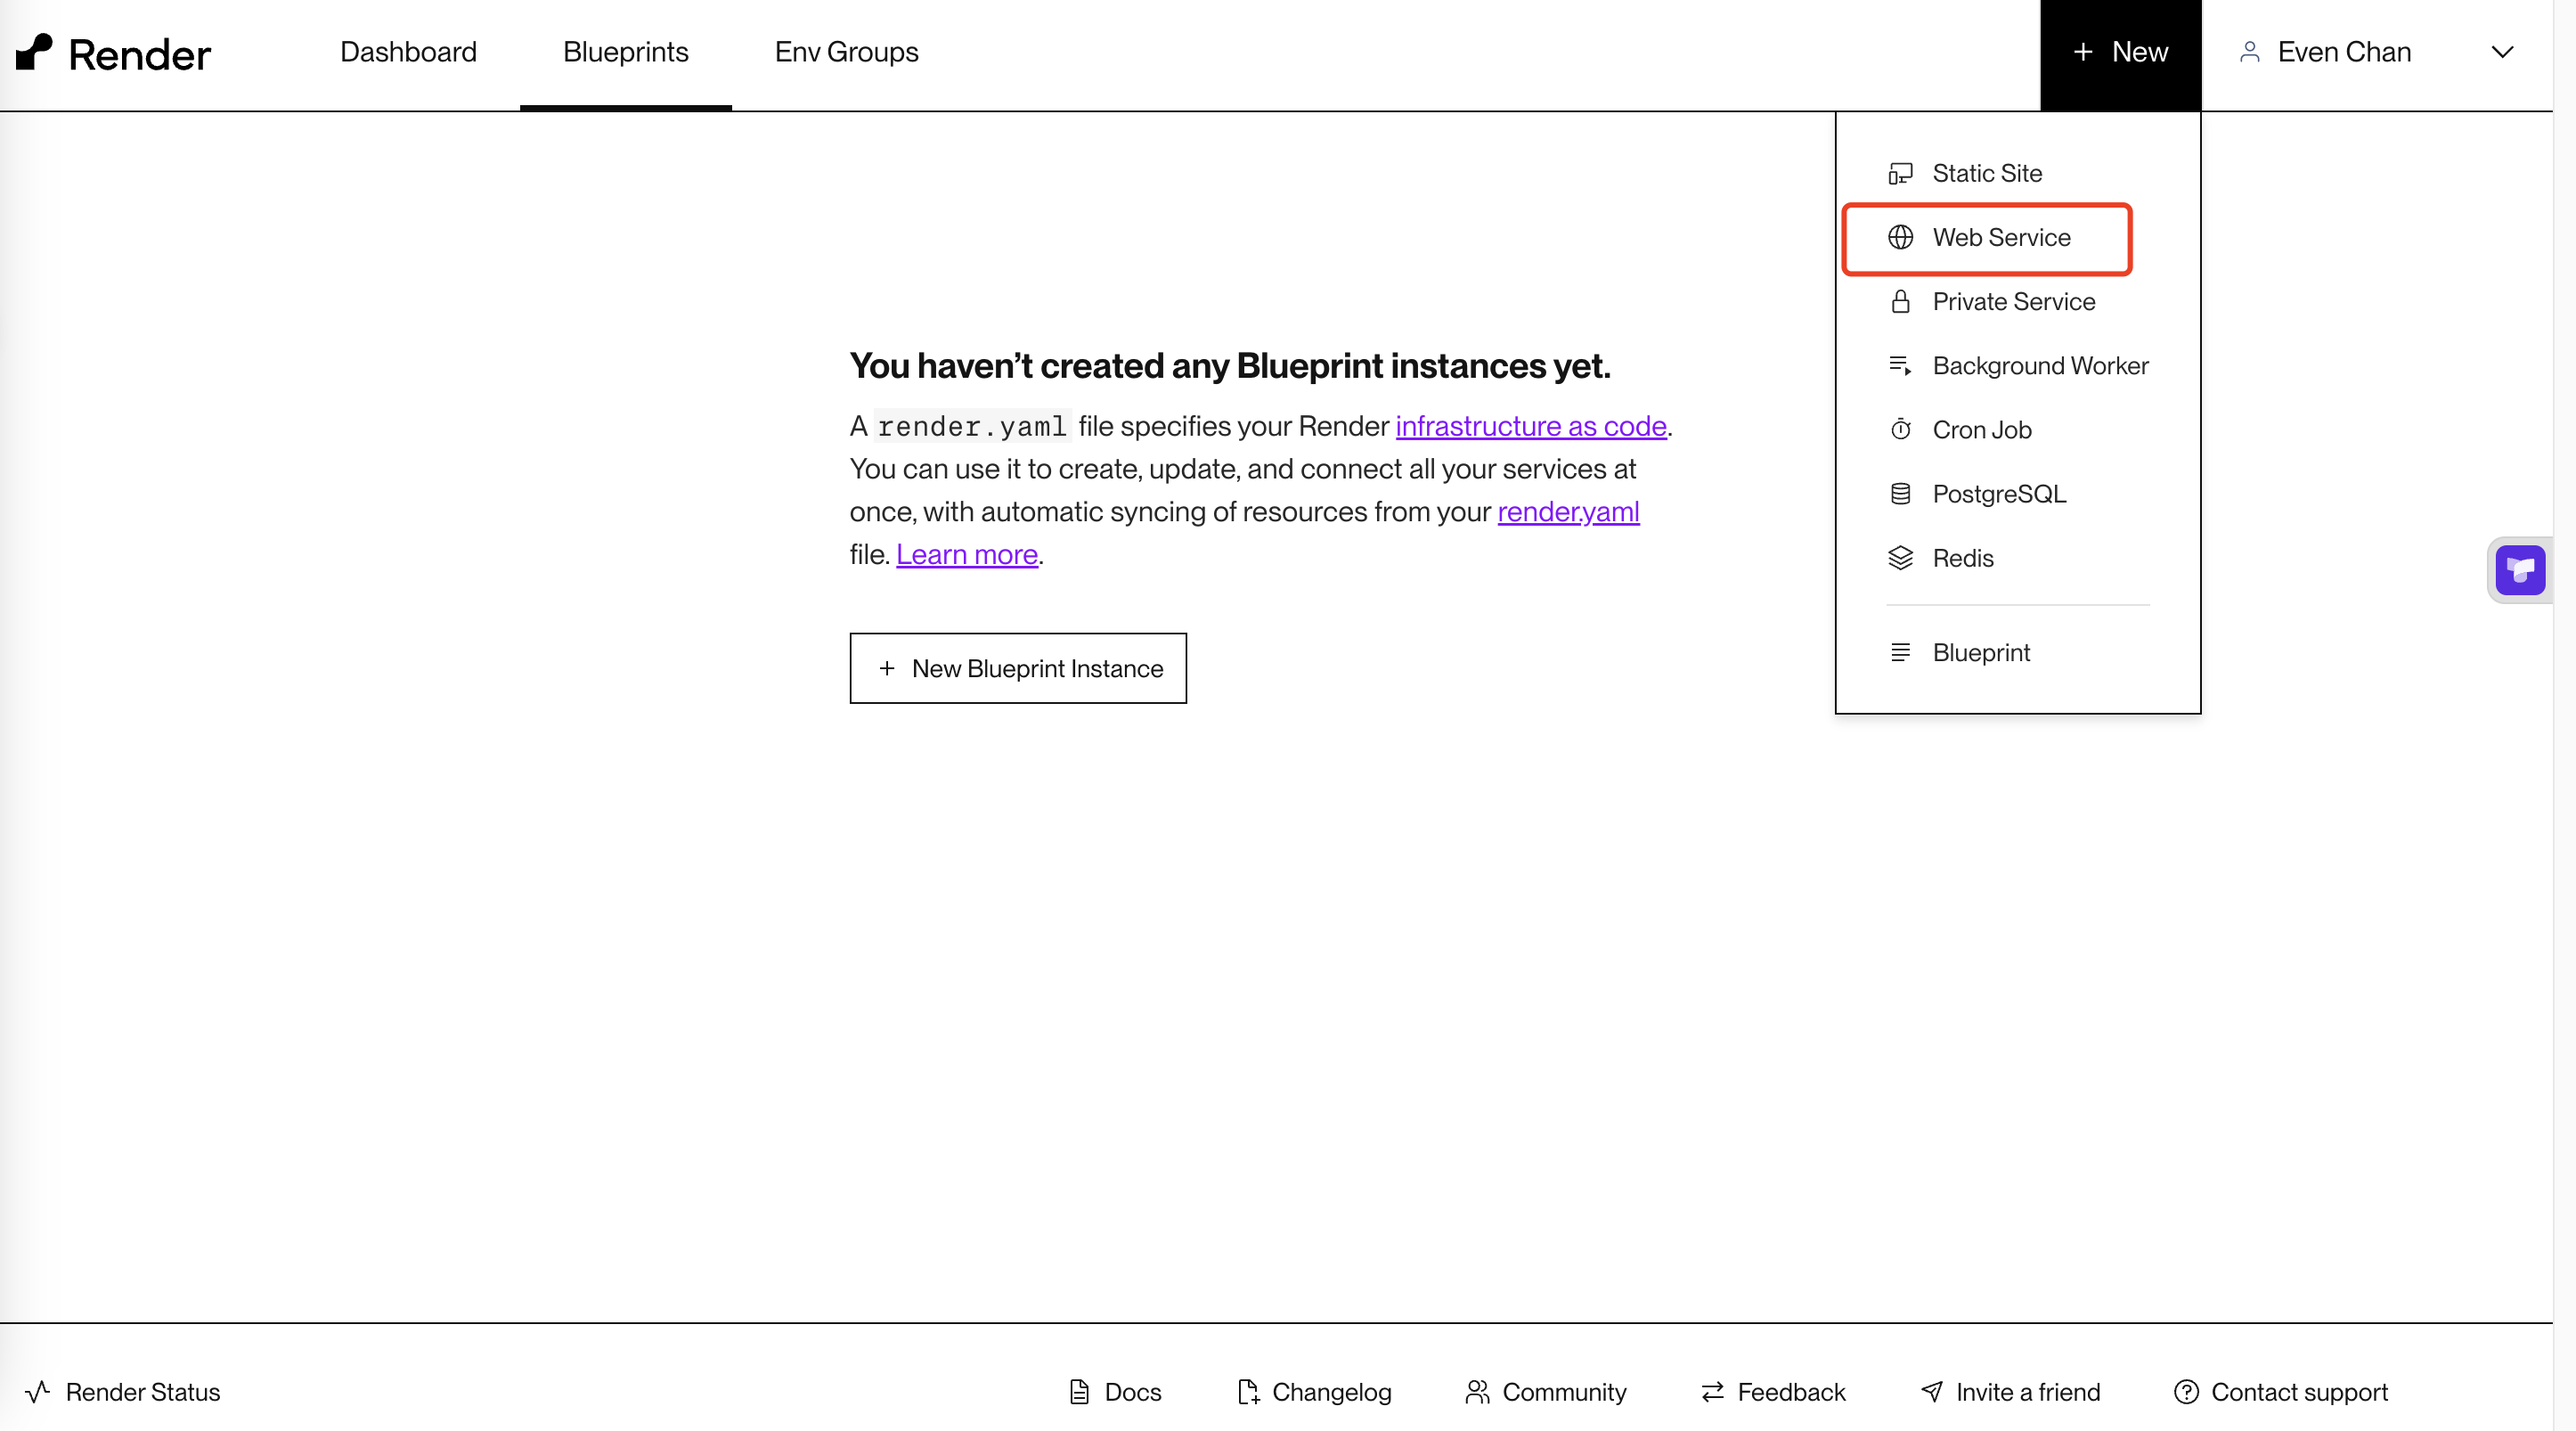 Render
Dashboard
Blueprints
Env Groups
+ New
Even Chan
Static Site
Web Service
Private Service
Background Worker
Cron Job
PostgreSQL
Redis
Blueprint
You haven’t created any Blueprint instances yet.
A render.yaml file specifies your Render infrastructure as code.
You can use it to create, update, and connect all your services at
once, with automatic syncing of resources from your render.yaml
file. Learn more.
+ New Blueprint Instance
Render Status
Docs
Changelog
Community
Feedback
Invite a friend
Contact support